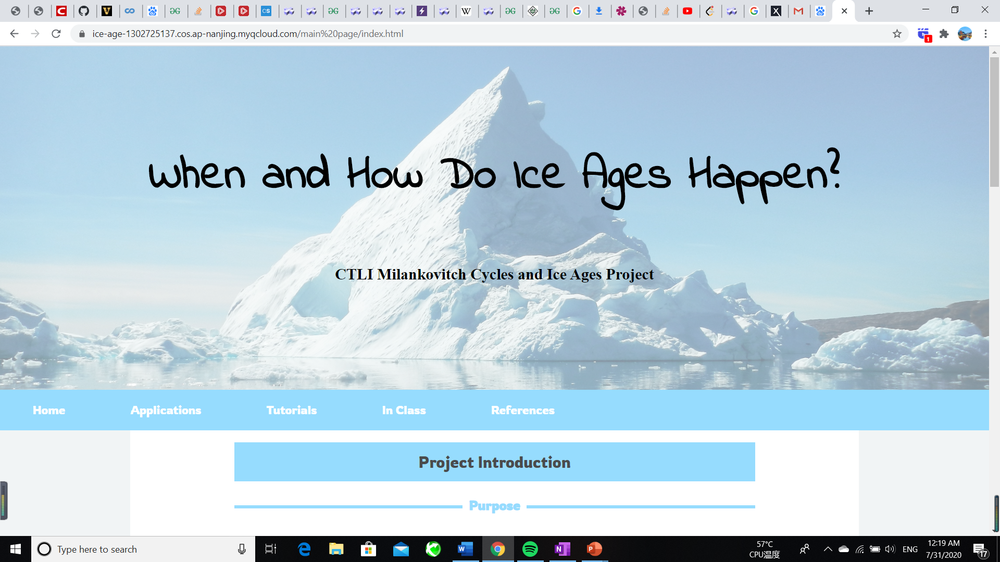 ice-age-1302725137.cos.ap-nanjing.myqcloud.com/main%20page/index.html
1
When and How Do Ice Ages Happen?
CTLI Milankovitch Cycles and Ice Ages Project
Home Applications Tutorials In Class References
Project Introduction
Purpose
Type here to search
57°C
CPU温度
ENG
12:19 AM
7/31/2020
17